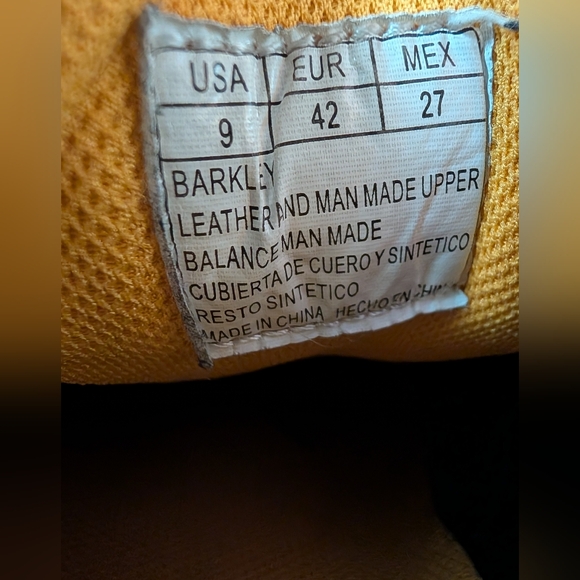 USA EUR MEX
9 42 27
BARKLEY
LEATHER AND MAN MADE UPPER
BALANCE MAN MADE
CUBIERTA DE CUERO Y SINTETICO
RESTO SINTETICO
MADE IN CHINA HECHO EN CHINA